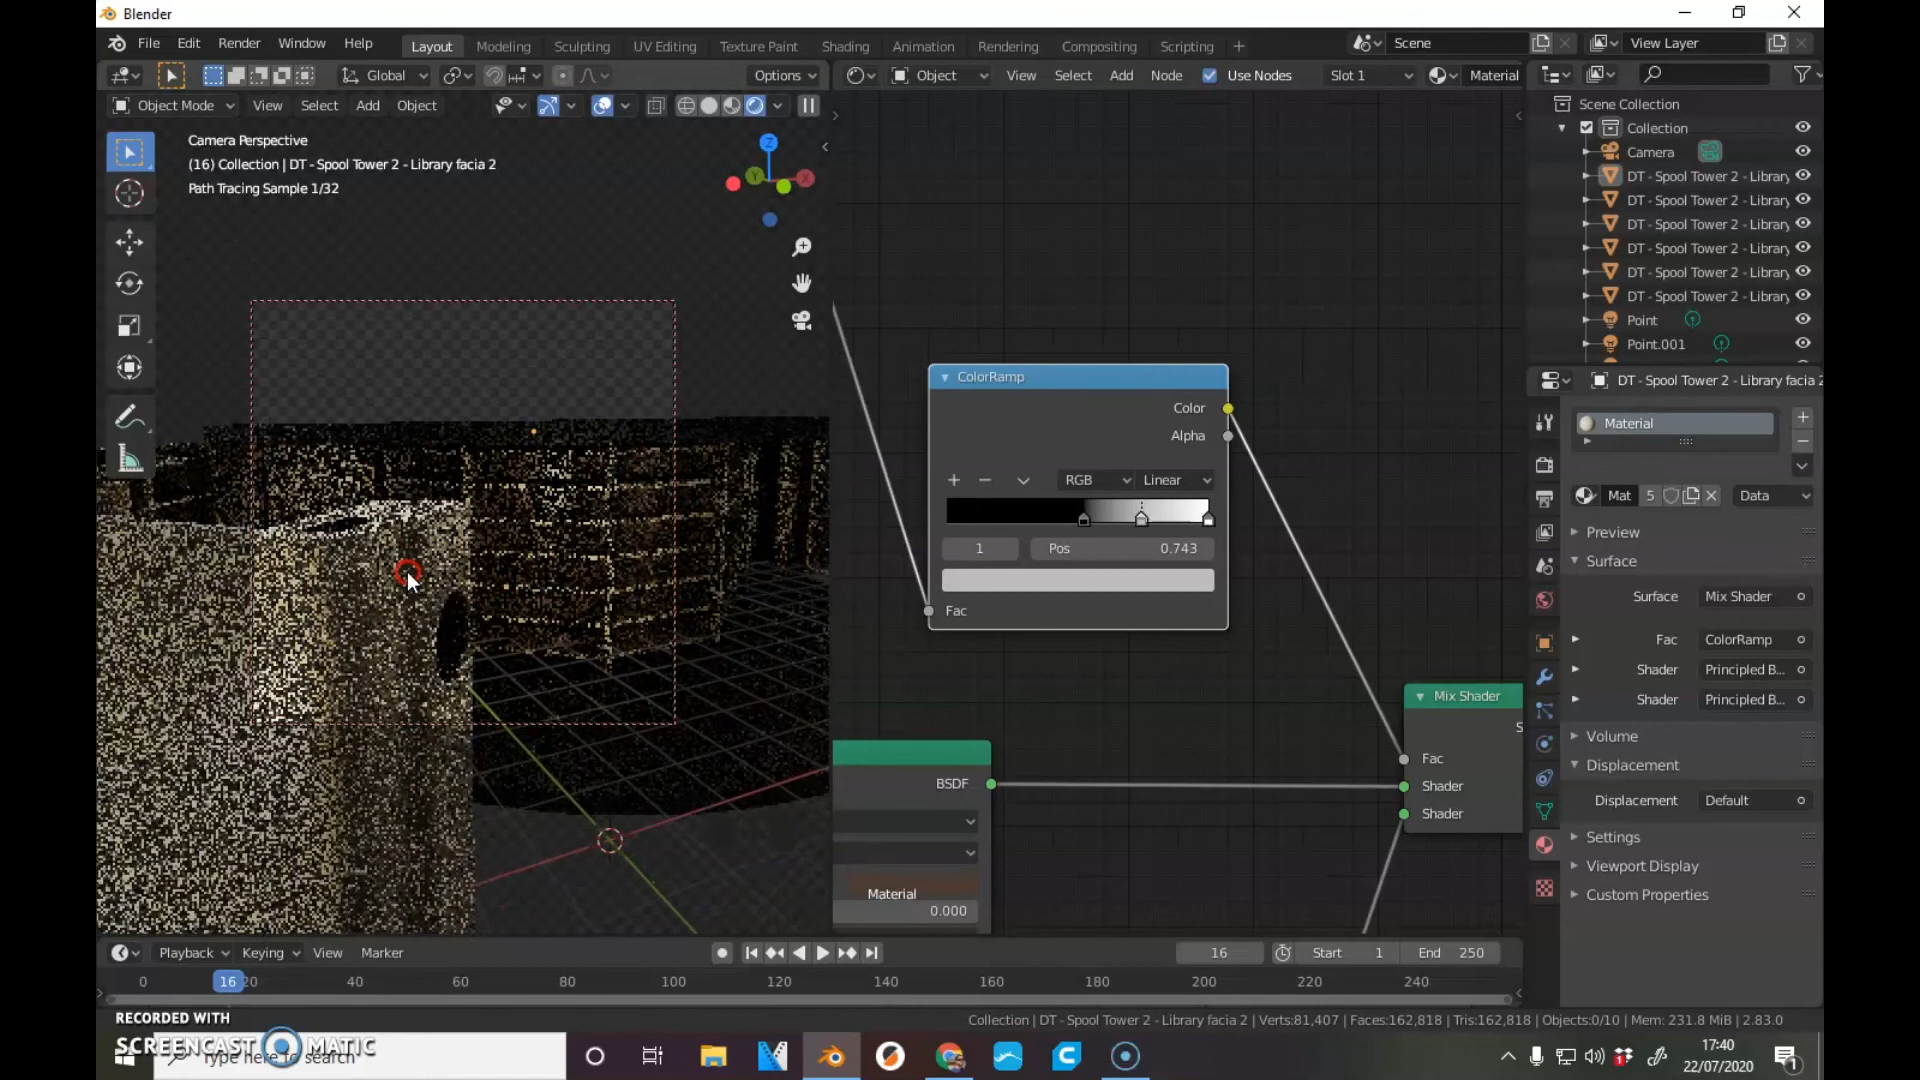 Blender
File Edit Render Window Help Layout Modeling Sculpting UV Editing Texture Paint Shading Animation Rendering Compositing Scripting + Scene View Layer
Global Options Object View Select Add Node Use Nodes Slot 1 Material
Object Mode View Select Add Object
Camera Perspective
(16) Collection | DT - Spool Tower 2 - Library facia 2
Path Tracing Sample 1/32
Z
Y
X
ColorRamp
Color
Alpha
RGB Linear
1 Pos 0.743
Fac
Mix Shader
S
Fac
BSDF
Shader
Shader
Material
0.000
Scene Collection
Collection
Camera
DT - Spool Tower 2 - Library
DT - Spool Tower 2 - Library
DT - Spool Tower 2 - Library
DT - Spool Tower 2 - Library
DT - Spool Tower 2 - Library
DT - Spool Tower 2 - Library
Point
Point.001
DT - Spool Tower 2 - Library facia 2
Material
Mat 5 Data
Preview
Surface
Surface Mix Shader
Fac ColorRamp
Shader Principled B...
Shader Principled B...
Volume
Displacement
Displacement Default
Settings
Viewport Display
Custom Properties
Playback Keying View Marker 16 Start 1 End 250
0 16 20 40 60 80 100 120 140 160 180 200 220 240
RECORDED WITH
SCREENCAST MATIC
Collection | DT - Spool Tower 2 - Library facia 2 | Verts:81,407 | Faces:162,818 | Tris:162,818 | Objects:0/10 | Mem: 231.8 MiB | 2.83.0
Type here to search
17:40
22/07/2020
1